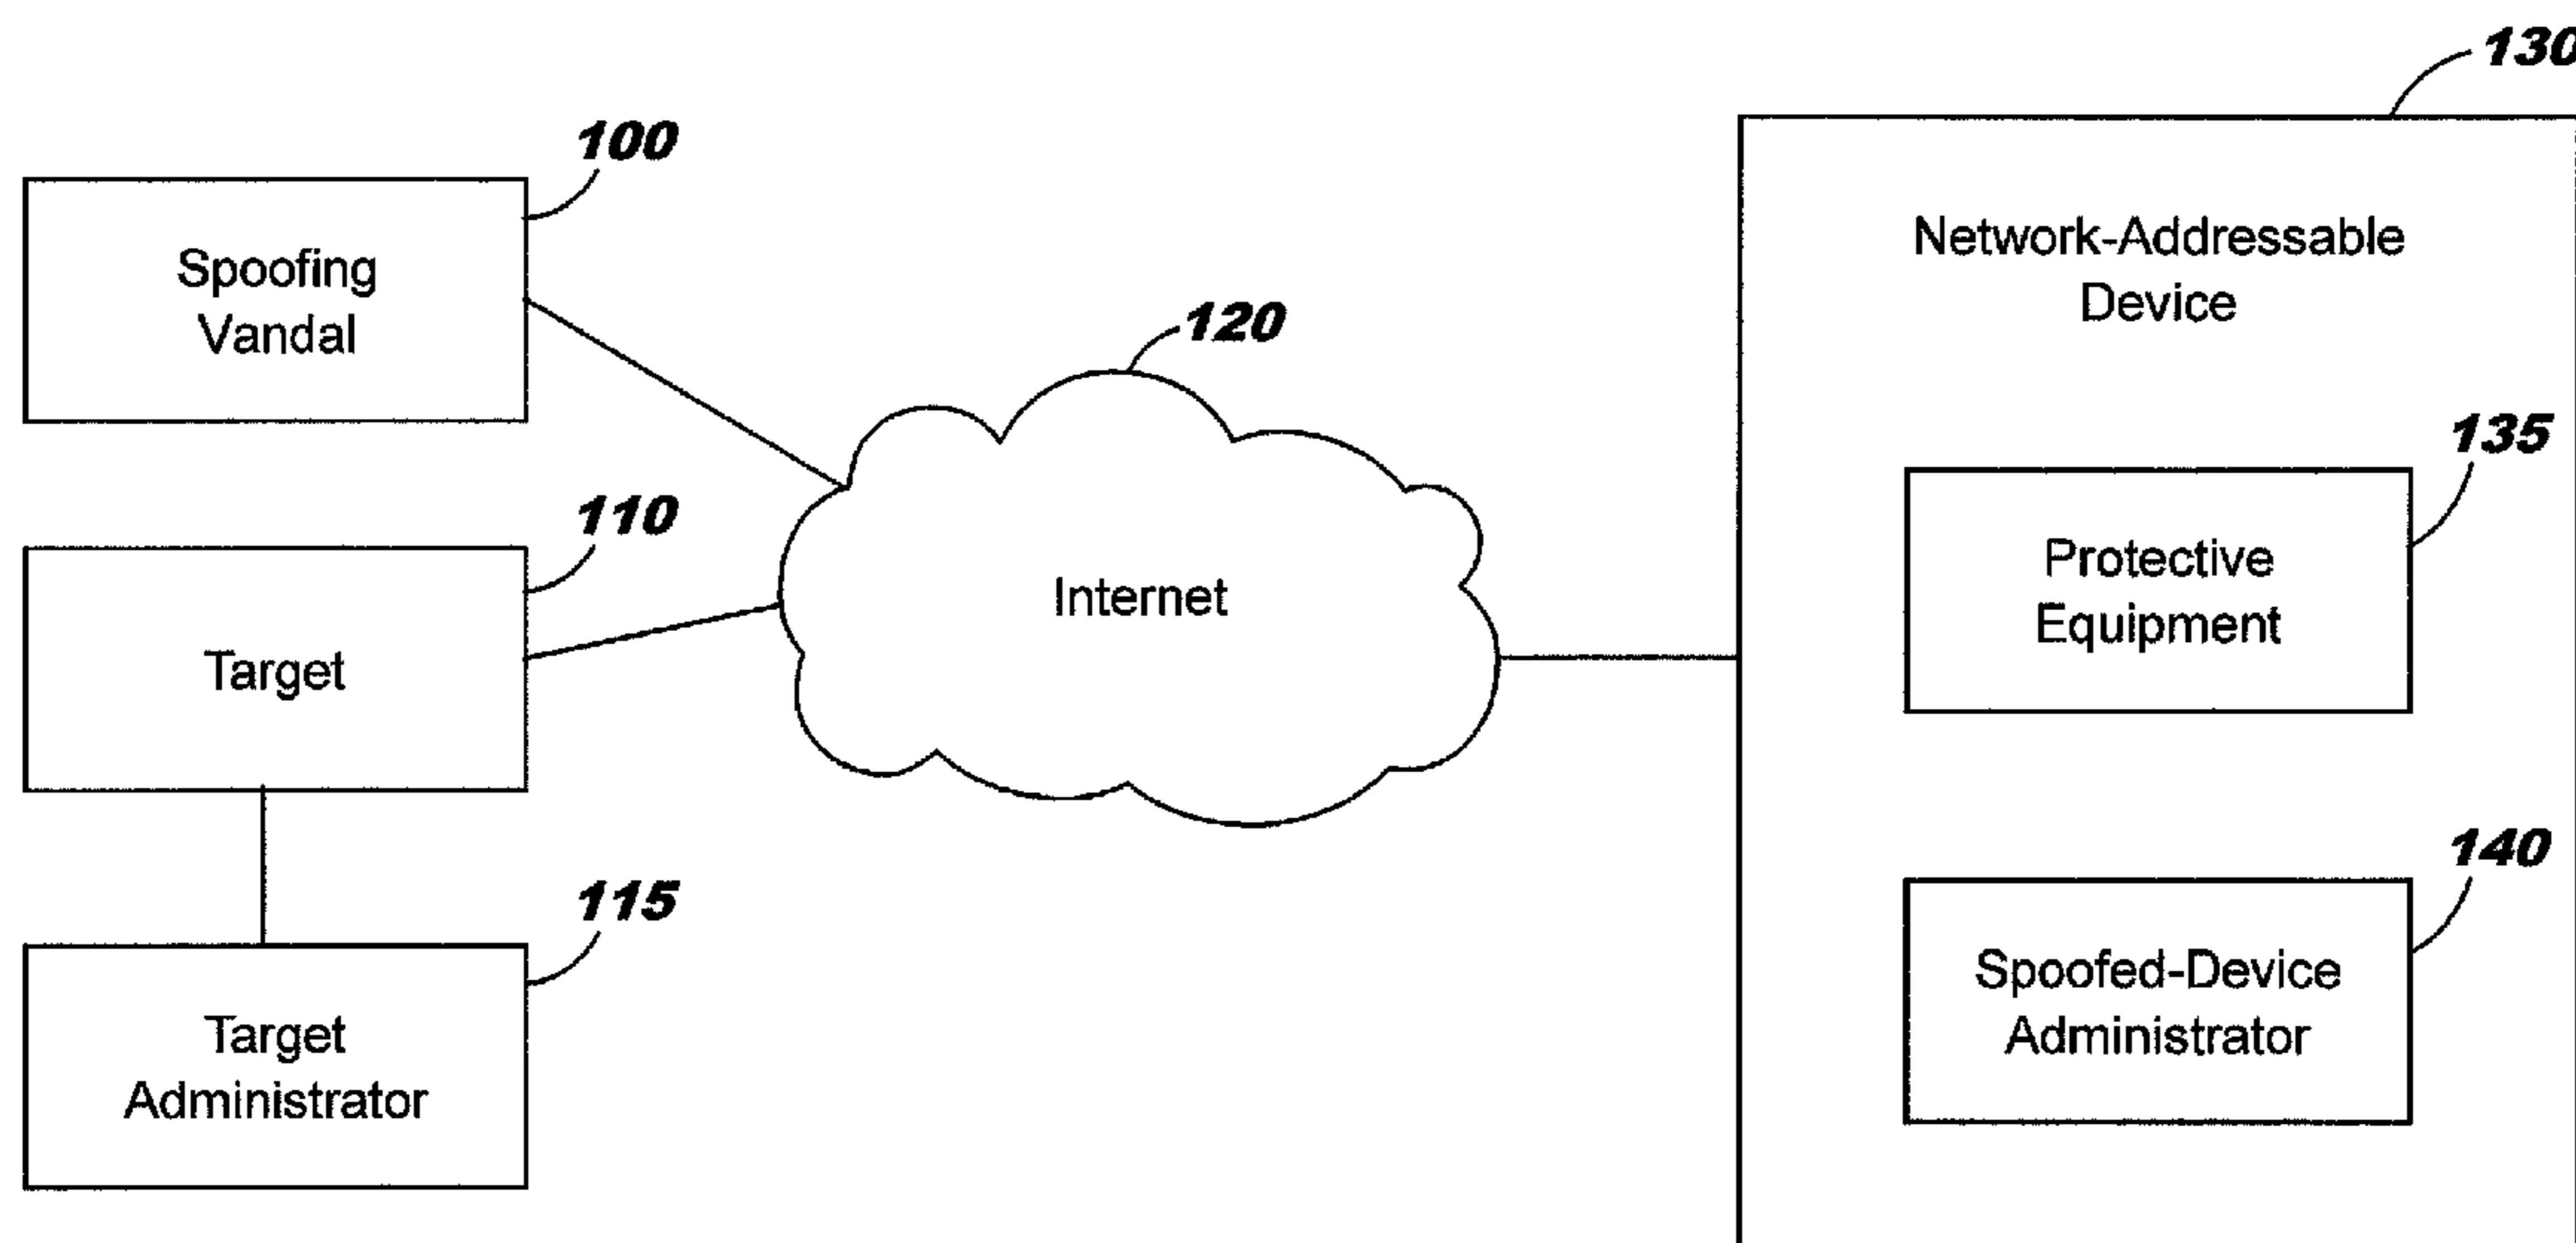 130
100
Spoofing
Vandal
Network-Addressable
Device
120
135
110
Protective
Equipment
Internet
Target
140
115
Spoofed-Device
Administrator
Target
Administrator